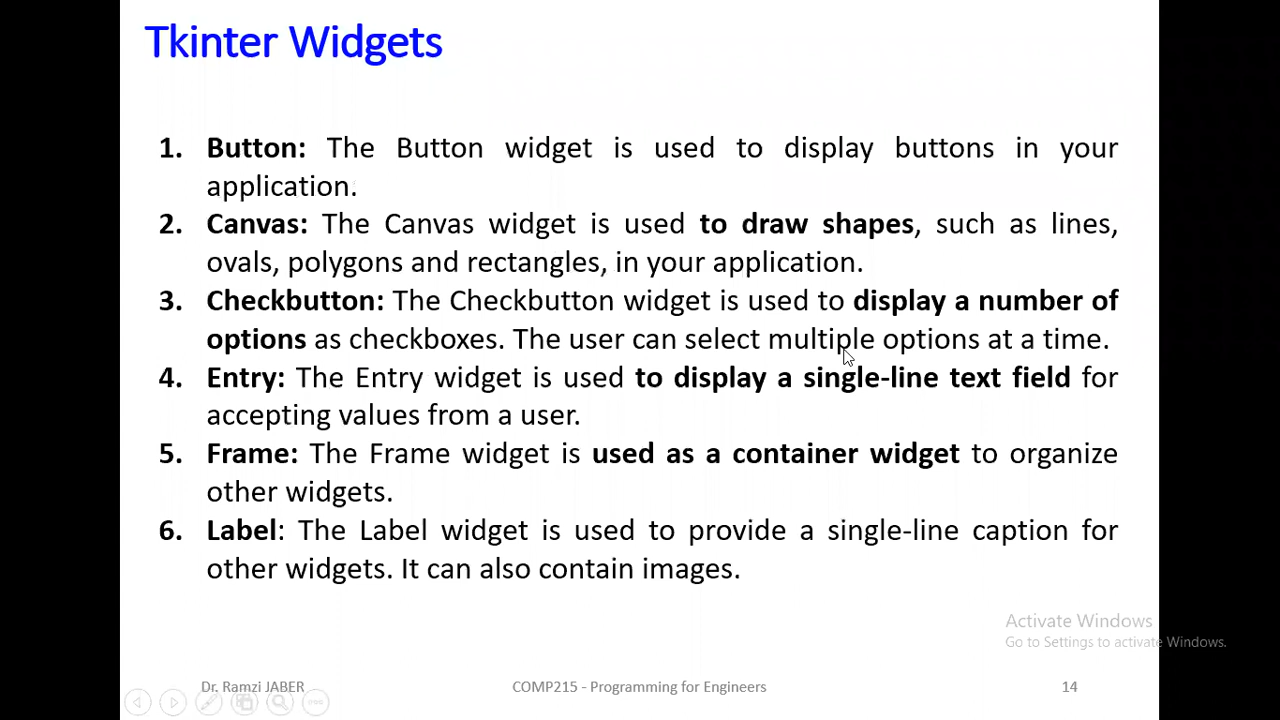 Tkinter Widgets
1. Button: The Button widget is used to display buttons in your
application.
2. Canvas: The Canvas widget is used to draw shapes, such as lines,
ovals, polygons and rectangles, in your application.
3. Checkbutton: The Checkbutton widget is used to display a number of
options as checkboxes. The user can select multiple options at a time.
4. Entry: The Entry widget is used to display a single-line text field for
accepting values from a user.
5. Frame: The Frame widget is used as a container widget to organize
other widgets.
6. Label: The Label widget is used to provide a single-line caption for
other widgets. It can also contain images.
Activate Windows
Go to Settings to activate Windows.
Dr. Ramzi JABER COMP215 - Programming for Engineers 14